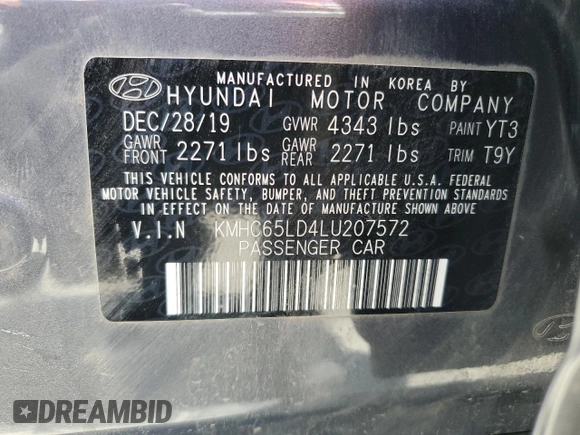 MANUFACTURED IN KOREA BY
HYUNDAI MOTOR COMPANY
DEC/28/19 GVWR 4343 lbs PAINT YT3
GAWR FRONT 2271 lbs GAWR REAR 2271 lbs TRIM T9Y
THIS VEHICLE CONFORMS TO ALL APPLICABLE U.S.A. FEDERAL
MOTOR VEHICLE SAFETY, BUMPER, AND THEFT PREVENTION STANDARDS
IN EFFECT ON THE DATE OF MANUFACTURE SHOWN ABOVE
V.I.N KMHC65LD4LU207572
PASSENGER CAR
DREAMBID